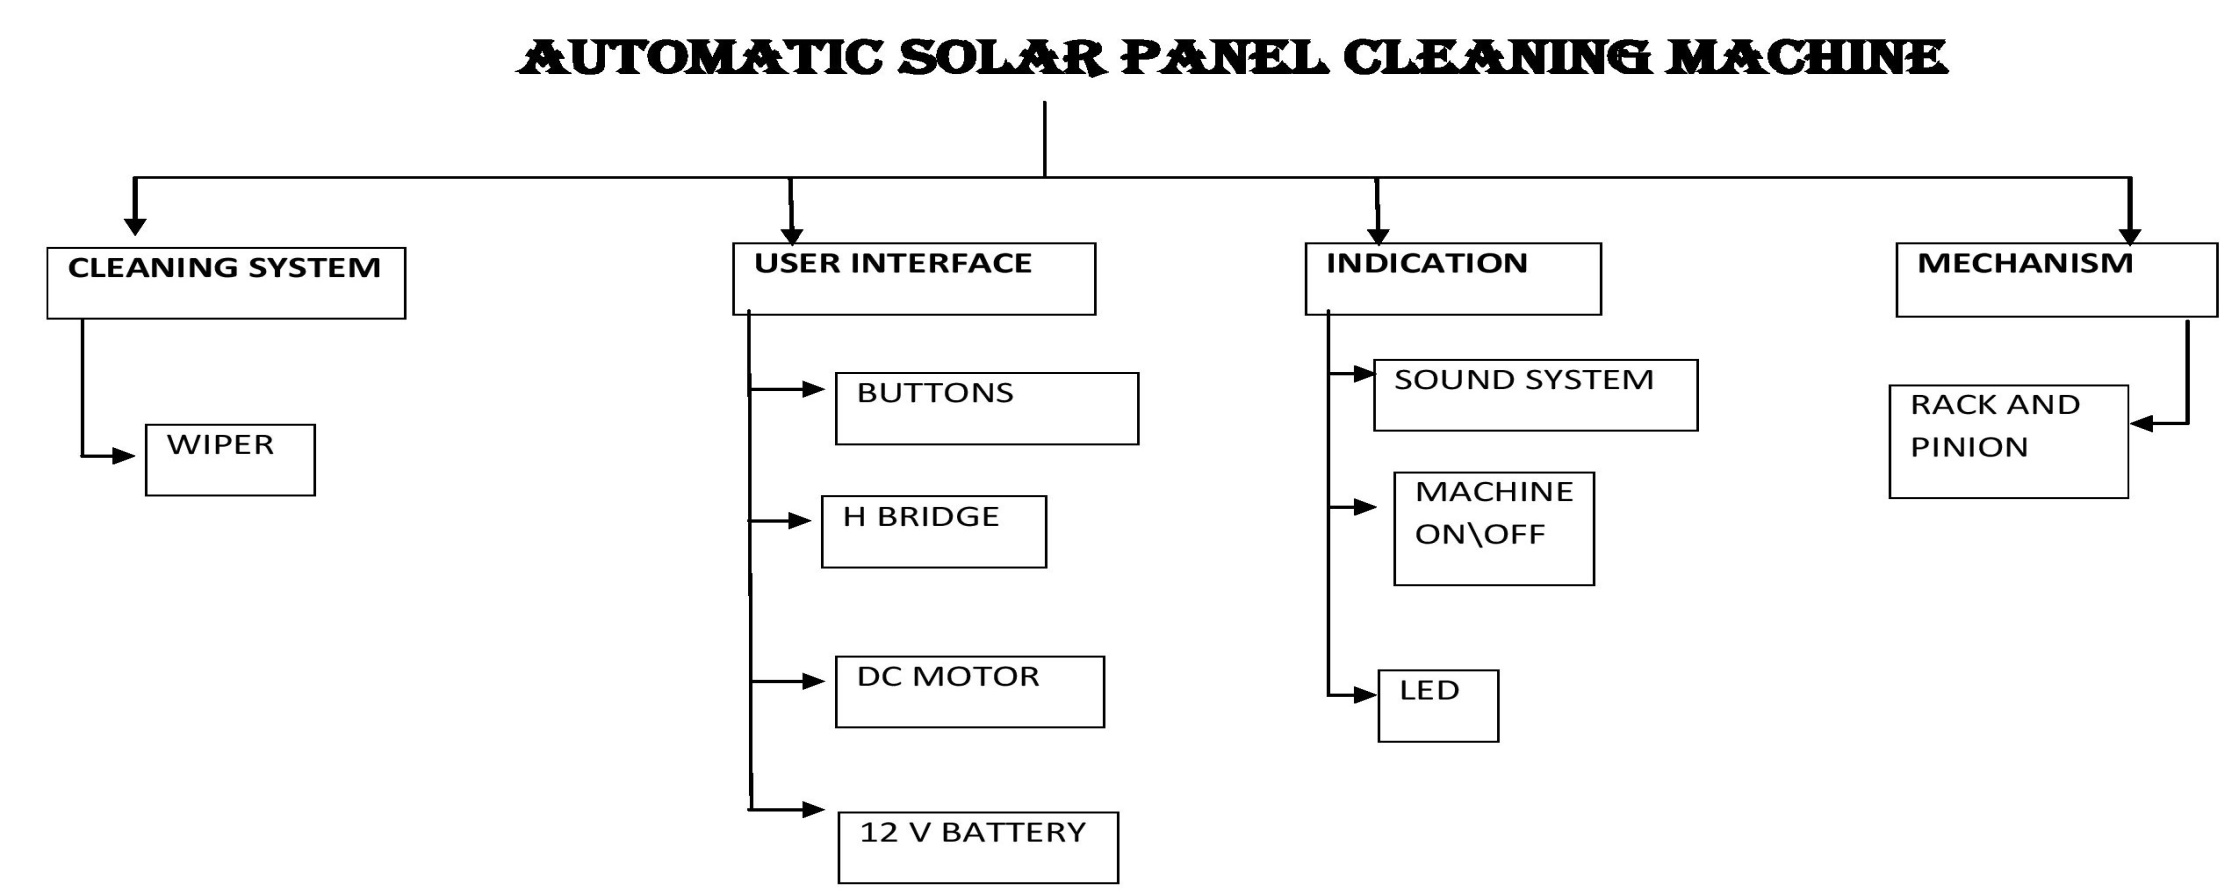 AUTOMATIC SOLAR PANEL CLEANING MACHINE
CLEANING SYSTEM
WIPER
USER INTERFACE
BUTTONS
H BRIDGE
DC MOTOR
12 V BATTERY
INDICATION
SOUND SYSTEM
MACHINE
ON\OFF
LED
MECHANISM
RACK AND
PINION